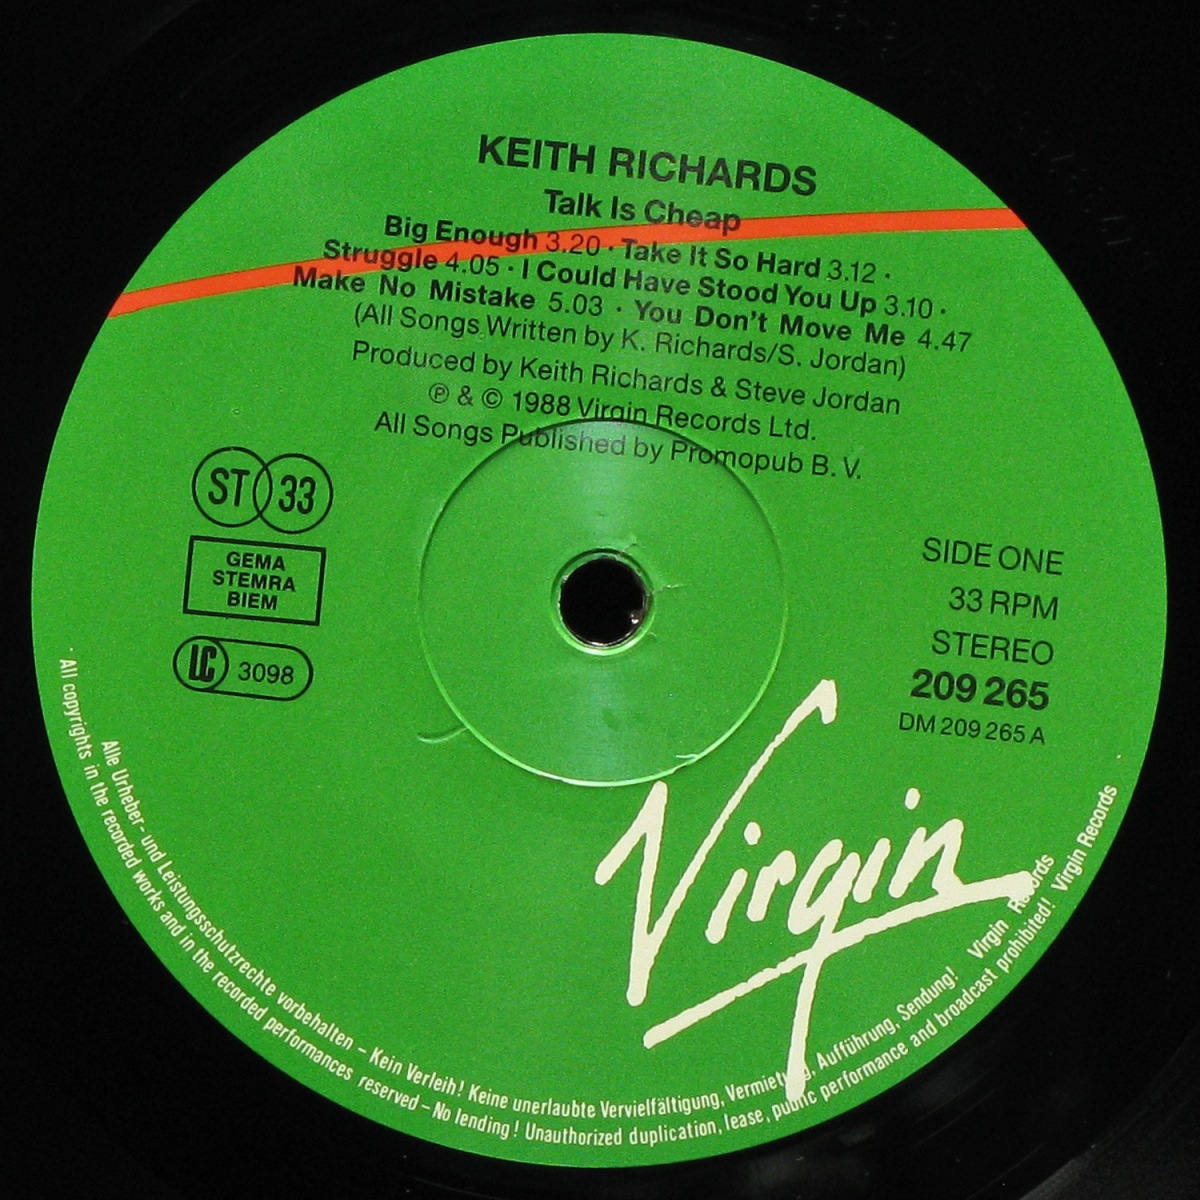 KEITH RICHARDS
Talk Is Cheap
Big Enough 3.20 · Take It So Hard 3.12 ·
Struggle 4.05 · I Could Have Stood You Up 3.10 ·
Make No Mistake 5.03 · You Don't Move Me 4.47
(All Songs Written by K. Richards/S. Jordan)
Produced by Keith Richards & Steve Jordan
℗ & © 1988 Virgin Records Ltd.
All Songs Published by Promopub B.V.
ST 33
GEMA
STEMRA
BIEM
LC 3098
SIDE ONE
33 RPM
STEREO
209 265
DM 209 265 A
Virgin
Alle Urheber- und Leistungsschutzrechte vorbehalten – Kein Verleih! Keine unerlaubte Vervielfältigung, Vermietung, Aufführung, Sendung! Virgin Records
· All copyrights in the recorded works and in the recorded performances reserved – No lending! Unauthorized duplication, lease, public performance and broadcast prohibited! Virgin Records